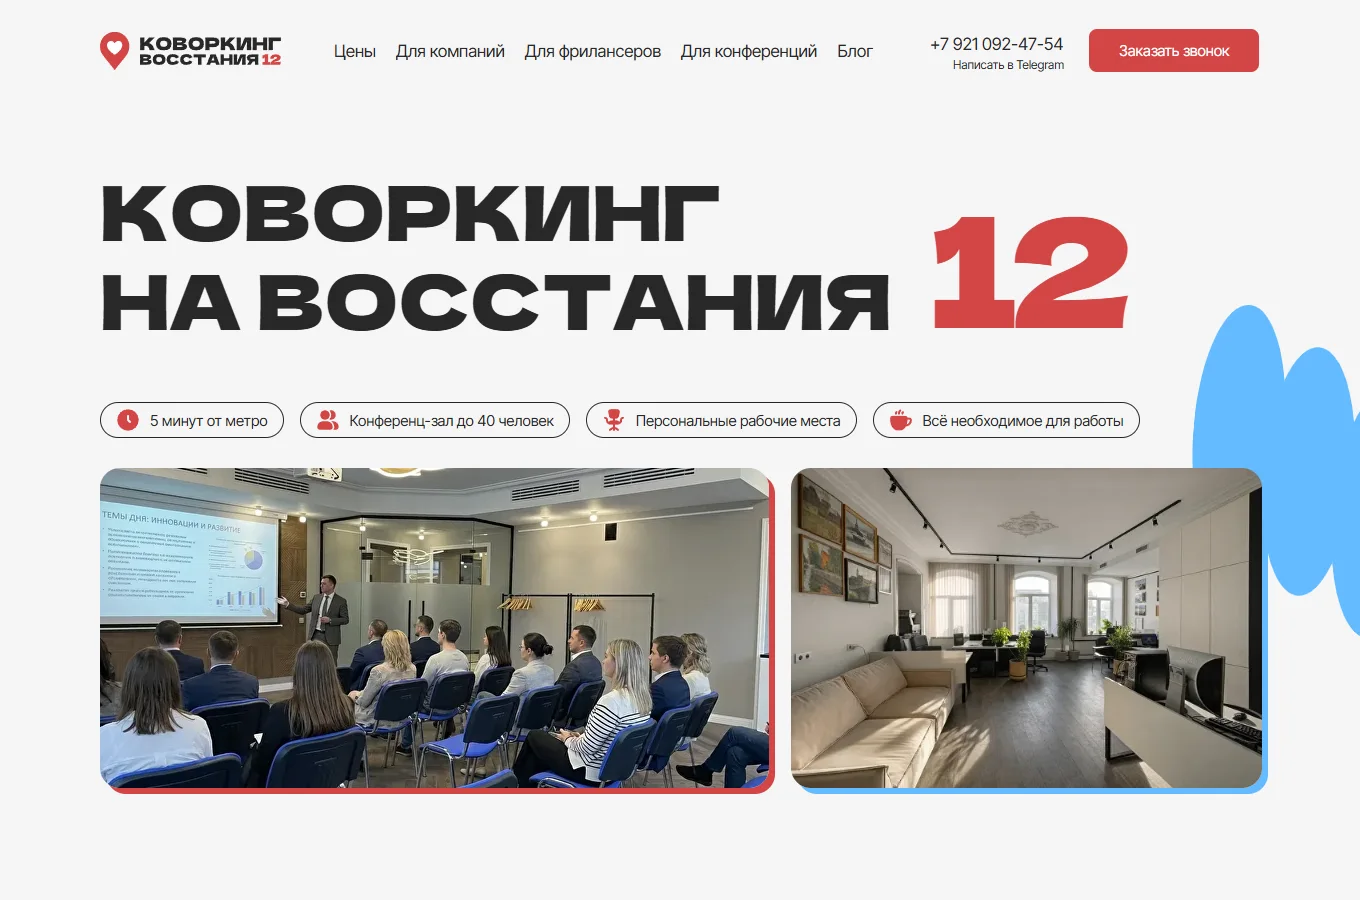 КОВОРКИНГ
ВОССТАНИЯ 12
Цены
Для компаний
Для фрилансеров
Для конференций
Блог
+7 921 092-47-54
Написать в Telegram
Заказать звонок
КОВОРКИНГ
НА ВОССТАНИЯ 12
5 минут от метро
Конференц-зал до 40 человек
Персональные рабочие места
Всё необходимое для работы
ТЕМЫ ДНЯ: ИННОВАЦИИ И РАЗВИТИЕ